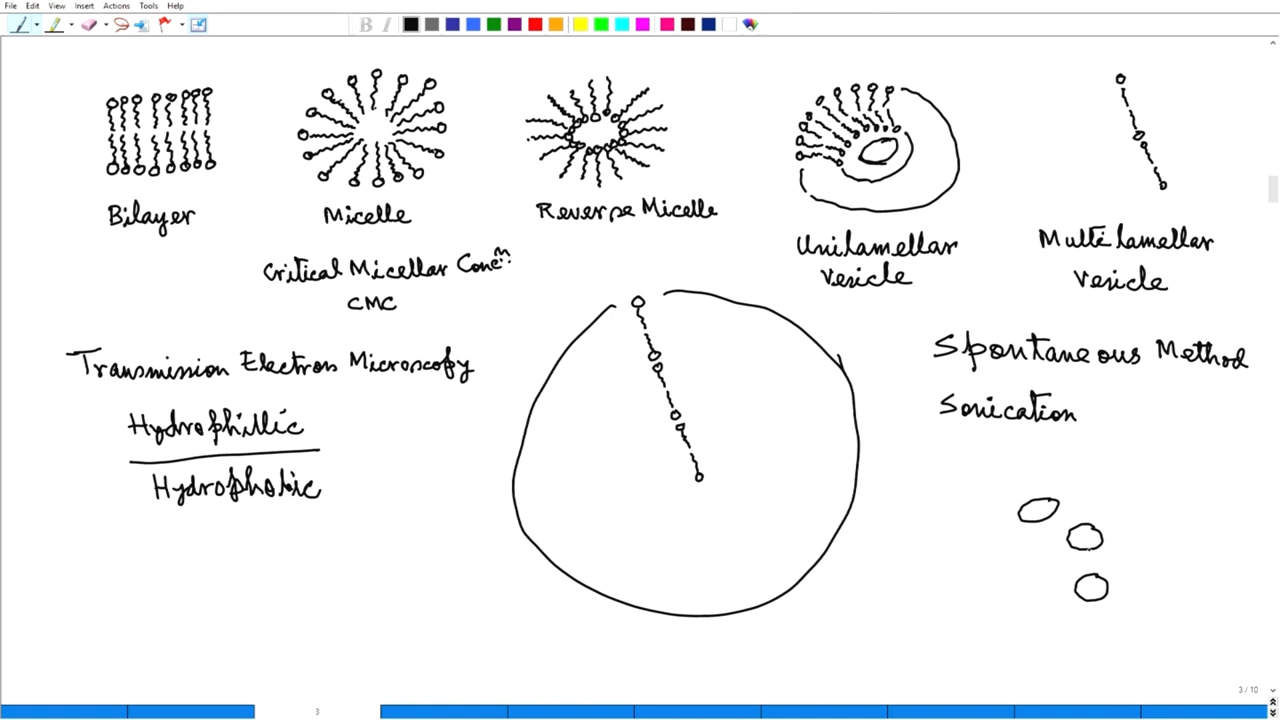 File Edit View Insert Actions Tools Help
B I
Bilayer
Micelle
Reverse Micelle
Unilamellar
vesicle
Multilamellar
vesicle
Critical Micellar Concn.
CMC
Transmission Electron Microscopy
Hydrophillic
Hydrophobic
Spontaneous Method
Sonication
3 / 10
3